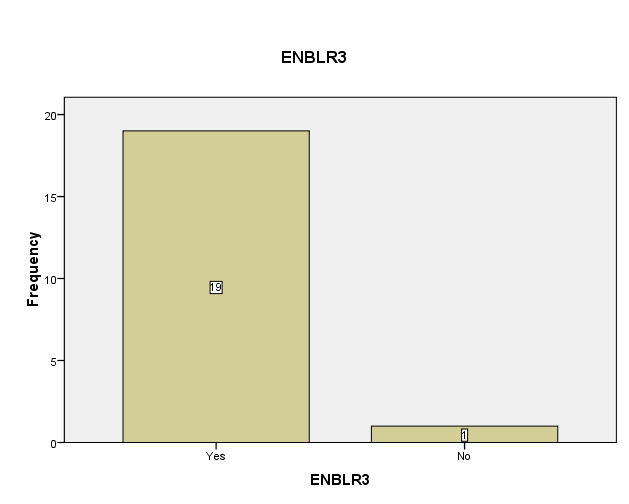 ENBLR3
20
15
10
5
0
Frequency
19
1
Yes No
ENBLR3